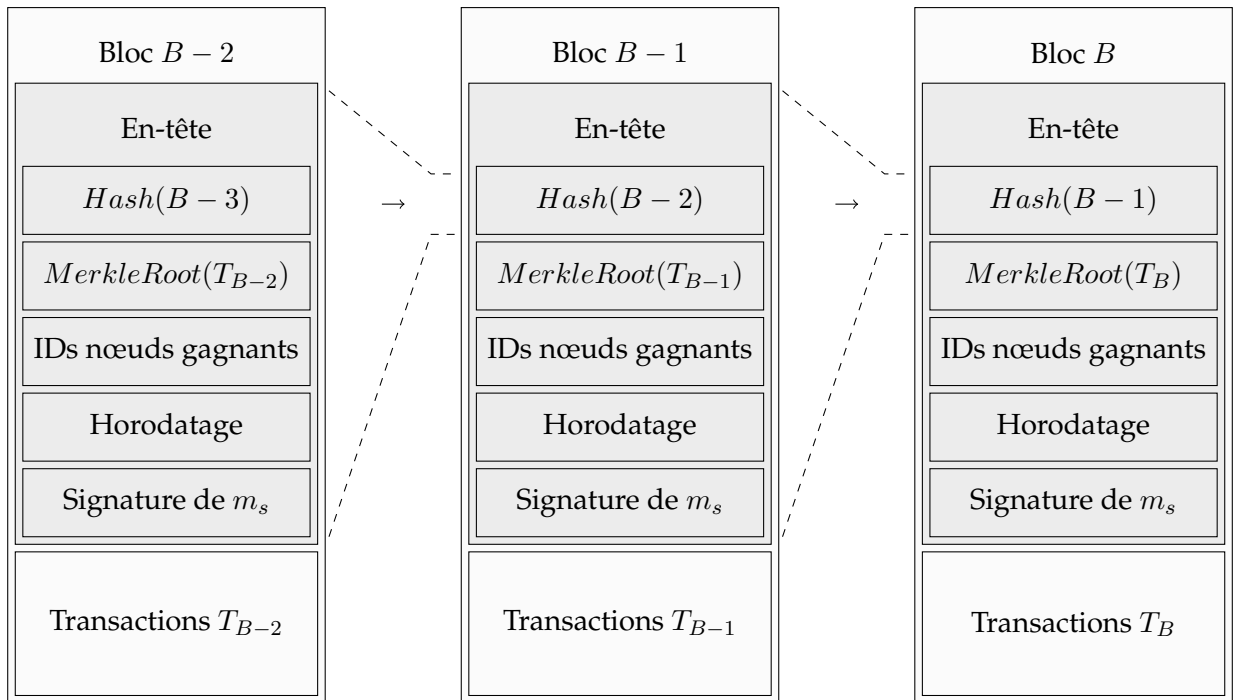 Bloc B − 2
En-tête
Hash(B − 3)
MerkleRoot(T_{B−2})
IDs nœuds gagnants
Horodatage
Signature de m_s
Transactions T_{B−2}
→
Bloc B − 1
En-tête
Hash(B − 2)
MerkleRoot(T_{B−1})
IDs nœuds gagnants
Horodatage
Signature de m_s
Transactions T_{B−1}
→
Bloc B
En-tête
Hash(B − 1)
MerkleRoot(T_B)
IDs nœuds gagnants
Horodatage
Signature de m_s
Transactions T_B